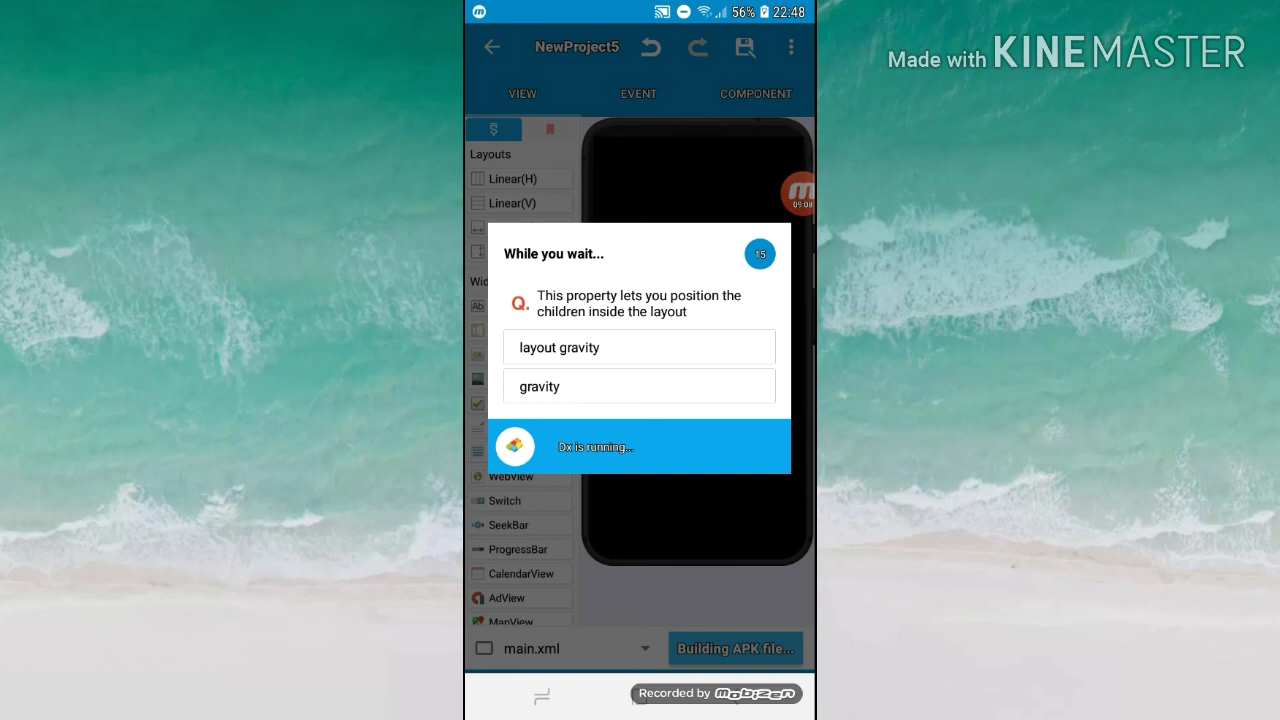 56% 22:48
Made with KINEMASTER
NewProject5
VIEW EVENT COMPONENT
Layouts
Linear(H)
Linear(V)
09:08
While you wait...
15
Q. This property lets you position the
children inside the layout
layout gravity
gravity
Dx is running...
WebView
Switch
SeekBar
ProgressBar
CalendarView
AdView
MapView
main.xml
Building APK file...
Recorded by mobizen